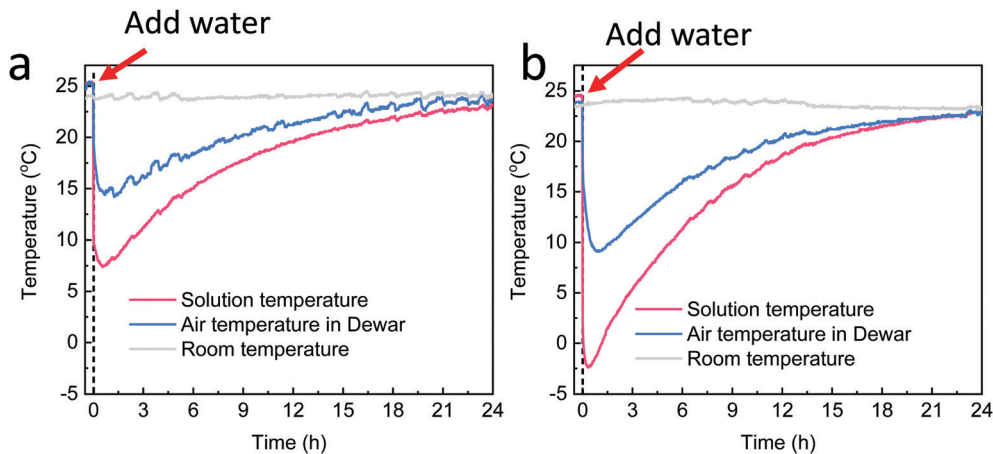 Add water
a
Temperature (°C)
25
20
15
10
5
0
-5
Solution temperature
Air temperature in Dewar
Room temperature
0 3 6 9 12 15 18 21 24
Time (h)
Add water
b
Temperature (°C)
25
20
15
10
5
0
-5
Solution temperature
Air temperature in Dewar
Room temperature
0 3 6 9 12 15 18 21 24
Time (h)